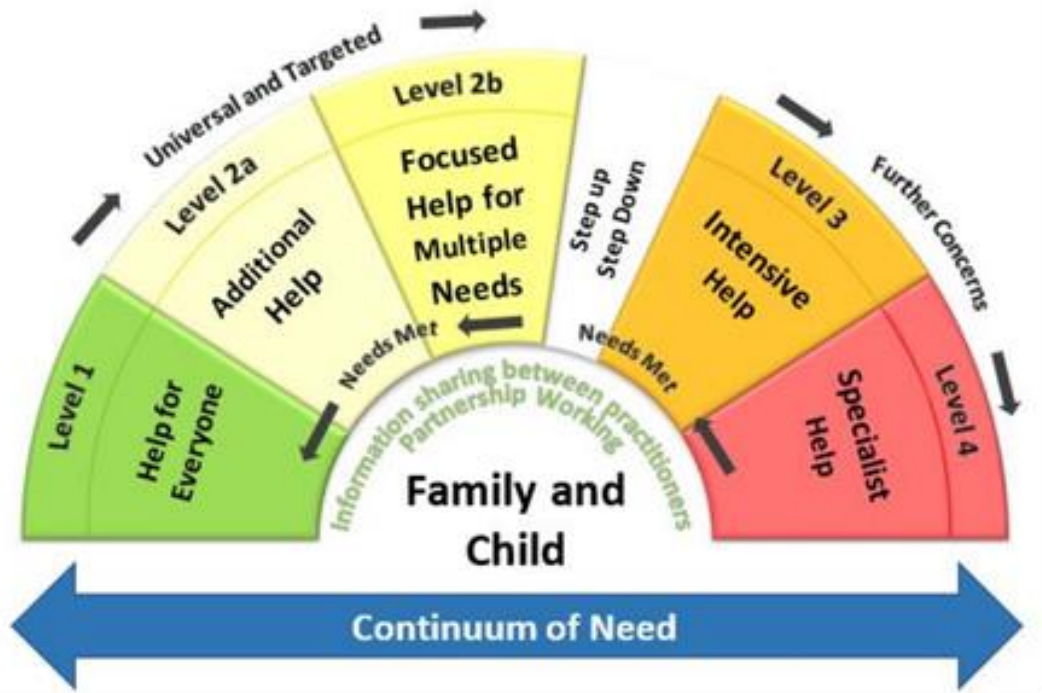 Universal and Targeted
Further Concerns
Level 1
Help for
Everyone
Level 2a
Additional
Help
Level 2b
Focused
Help for
Multiple
Needs
Step up
Step Down
Level 3
Intensive
Help
Level 4
Specialist
Help
Needs Met
Needs Met
Information sharing between practitioners
Partnership Working
Family and
Child
Continuum of Need